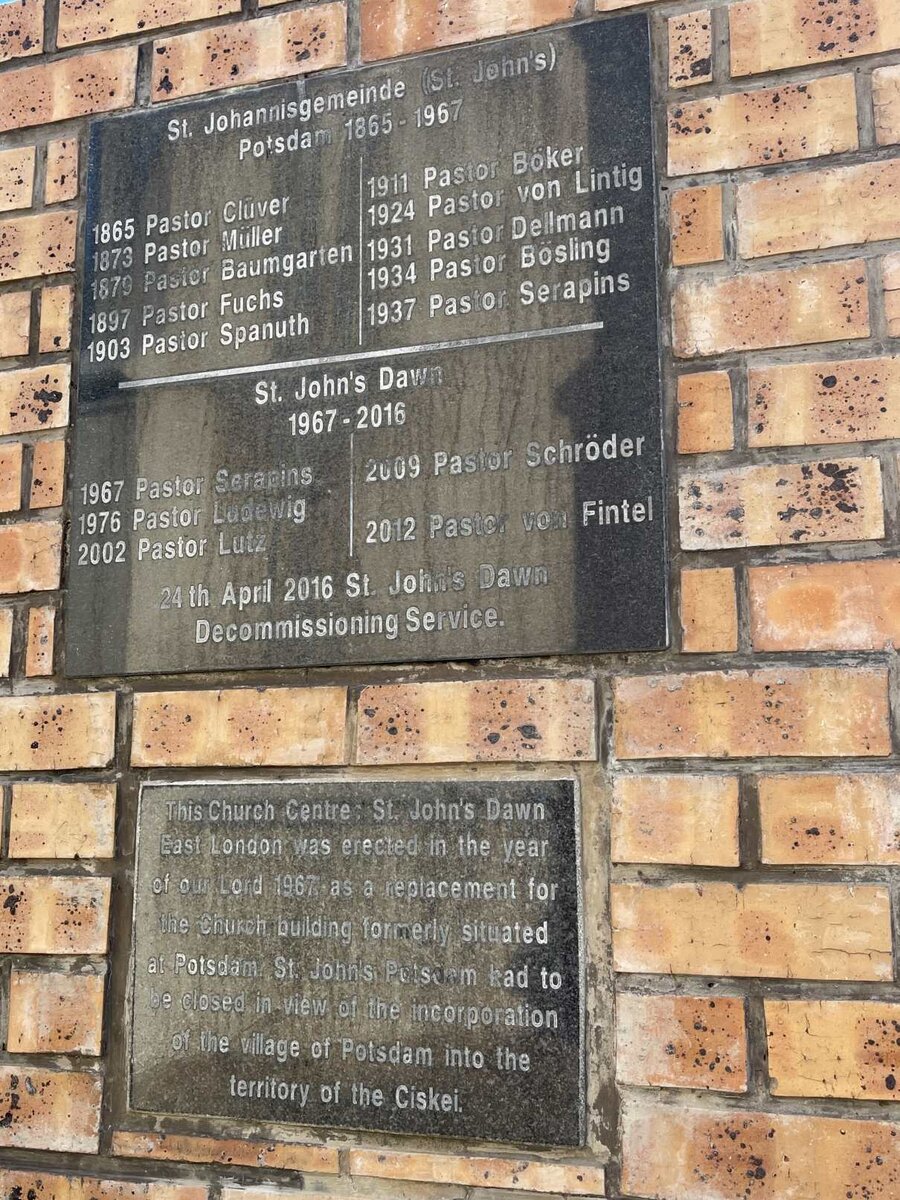 St. Johannisgemeinde (St. John's)
Potsdam 1865 - 1967
1865 Pastor Clüver
1873 Pastor Müller
1879 Pastor Baumgarten
1897 Pastor Fuchs
1903 Pastor Spanuth
1911 Pastor Böker
1924 Pastor von Lintig
1931 Pastor Dellmann
1934 Pastor Bösling
1937 Pastor Serapins
St. John's Dawn
1967 - 2016
1967 Pastor Serapins
1976 Pastor Ludewig
2002 Pastor Lutz
2009 Pastor Schröder
2012 Pastor von Fintel
24th April 2016 St. John's Dawn
Decommissioning Service.
This Church Centre: St. John's Dawn
East London was erected in the year
of our Lord 1967, as a replacement for
the Church building formerly situated
at Potsdam. St. John's Potsdam had to
be closed in view of the incorporation
of the village of Potsdam into the
territory of the Ciskei.